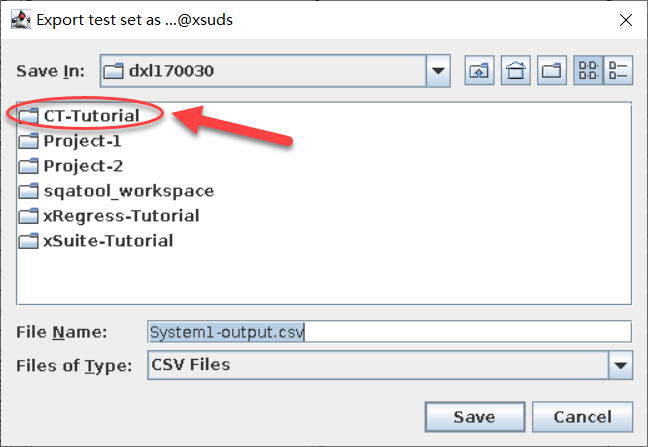 Export test set as ...@xsuds
Save In: dxl170030
CT-Tutorial
Project-1
Project-2
sqatool_workspace
xRegress-Tutorial
xSuite-Tutorial
File Name: System1-output.csv
Files of Type: CSV Files
Save Cancel